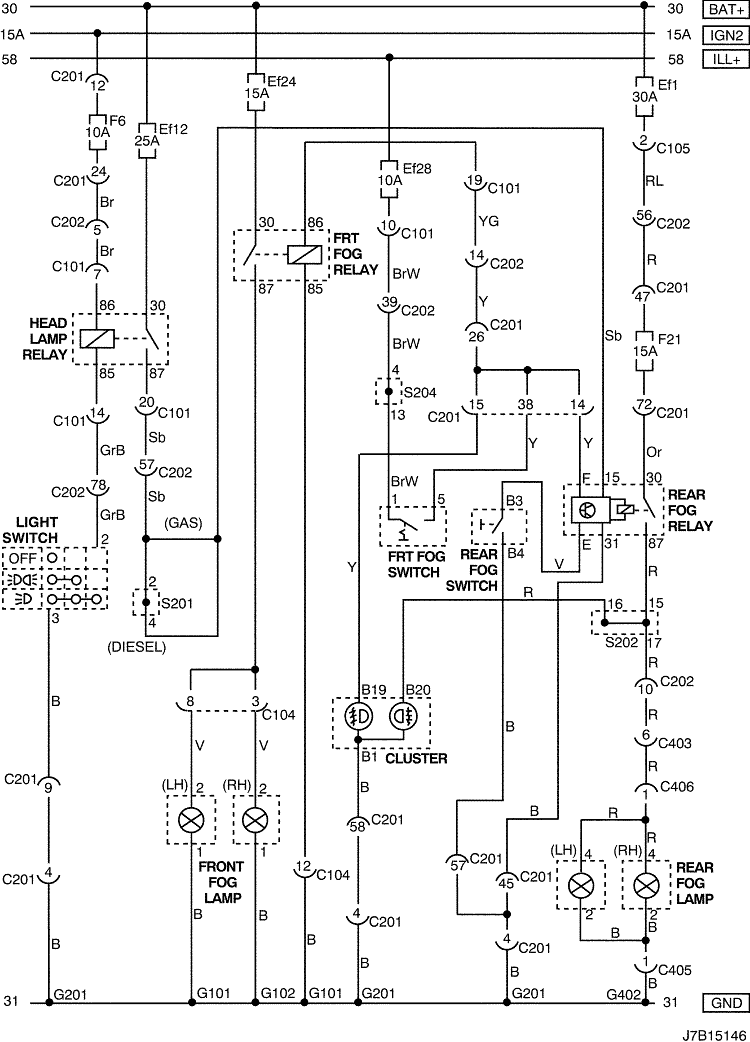 30 30 BAT+
15A 15A IGN2
58 58 ILL+
C201 12 Ef24 15A Ef1 30A
F6 10A Ef12 25A
2 C105
24 C201 Ef28 10A 19 C101 RL
Br YG
C202 5 10 C101 56 C202
30 86 FRT FOG RELAY
Br BrW 14 C202 R
C101 7 87 85 Y 47 C201
86 30 39 C202
HEAD LAMP RELAY BrW C201 26 Sb F21 15A
85 87 4 S204 13
20 C101 C201 15 38 14 72 C201
14 C101 Sb
GrB Y Y Or
57 C202
78 C202 Sb BrW F 15 30
GrB 1 5 B3 REAR FOG RELAY
LIGHT SWITCH 2 (GAS)
OFF FRT FOG SWITCH REAR FOG SWITCH B4 E 31 87
V
2 S201 4 Y R R
3 16 15
(DIESEL) S202 17
R
B B19 B20 C202 10
8 3 C104 R
V V B 6 C403
B1 CLUSTER R
C201 9 (LH) 2 (RH) 2 B C406 1
B R R
58 C201
1 1 (LH) 4 (RH) 4
FRONT FOG LAMP 12 C104 57 C201 45 C201 REAR FOG LAMP
4 C201
2 2
B B B 4 C201 4 C201 B B
B B B 1 C405
B
31 G201 G101 G102 G101 G201 G201 G402 31 GND
J7B15146